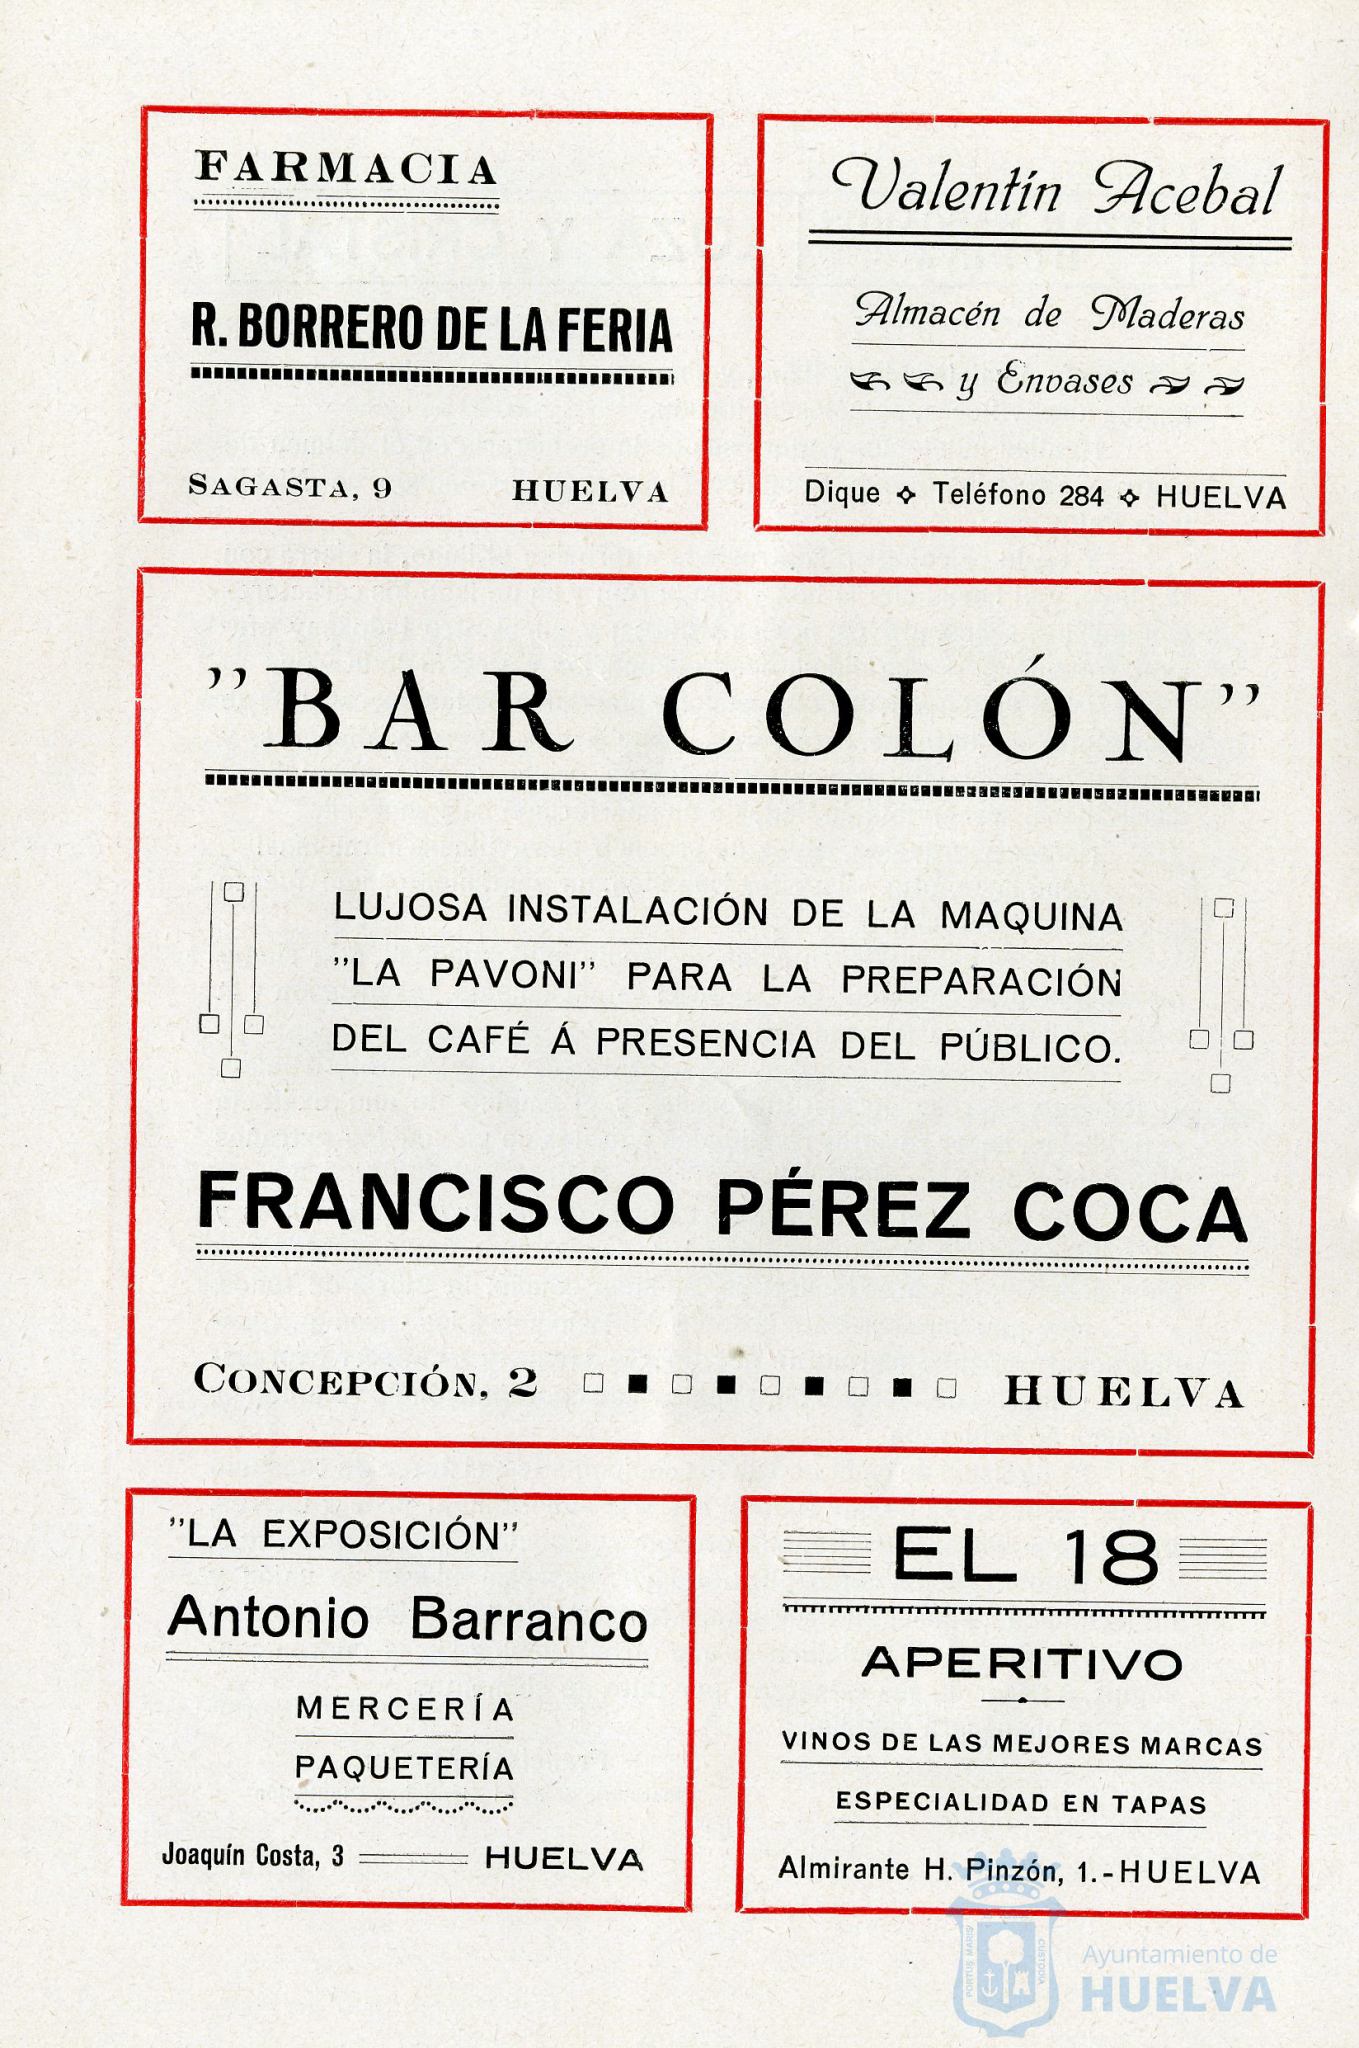 FARMACIA
R. BORRERO DE LA FERIA
SAGASTA, 9 HUELVA
Valentín Acebal
Almacén de Maderas
y Envases
Dique Teléfono 284 HUELVA
"BAR COLÓN"
LUJOSA INSTALACIÓN DE LA MAQUINA
"LA PAVONI" PARA LA PREPARACIÓN
DEL CAFÉ Á PRESENCIA DEL PÚBLICO.
FRANCISCO PÉREZ COCA
CONCEPCIÓN, 2 HUELVA
"LA EXPOSICIÓN"
Antonio Barranco
MERCERÍA
PAQUETERÍA
Joaquín Costa, 3 HUELVA
EL 18
APERITIVO
VINOS DE LAS MEJORES MARCAS
ESPECIALIDAD EN TAPAS
Almirante H. Pinzón, 1.-HUELVA
PORTUS MARIS
CUSTODIA
Ayuntamiento de
HUELVA